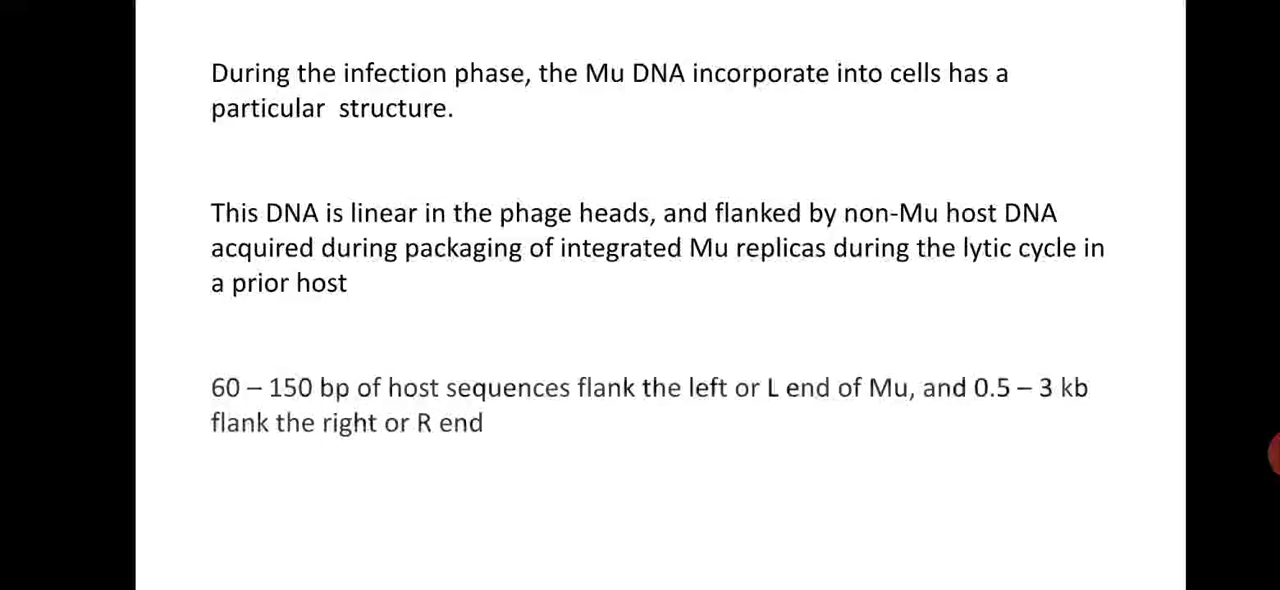 During the infection phase, the Mu DNA incorporate into cells has a
particular structure.
This DNA is linear in the phage heads, and flanked by non-Mu host DNA
acquired during packaging of integrated Mu replicas during the lytic cycle in
a prior host
60 – 150 bp of host sequences flank the left or L end of Mu, and 0.5 – 3 kb
flank the right or R end